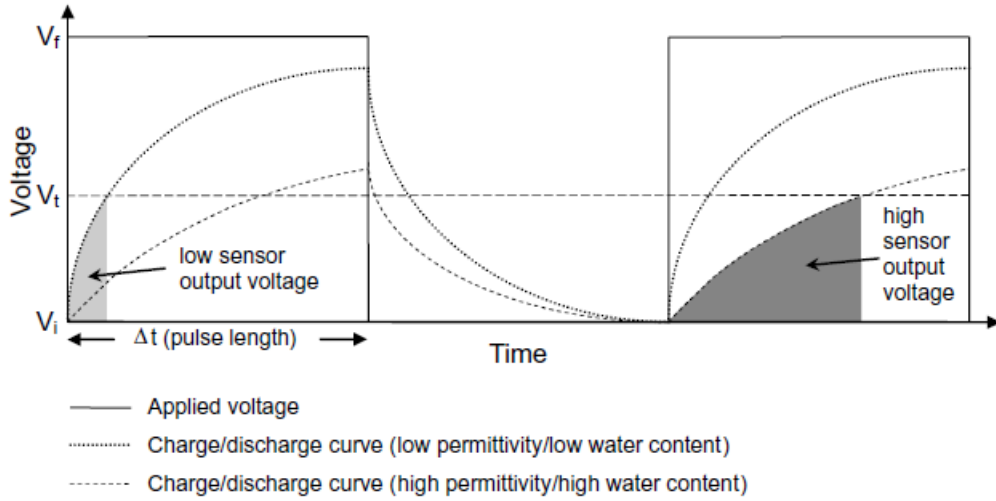 V_f
Voltage
V_t
low sensor
output voltage
high
sensor
output
voltage
V_i
Δt (pulse length)
Time
Applied voltage
Charge/discharge curve (low permittivity/low water content)
Charge/discharge curve (high permittivity/high water content)